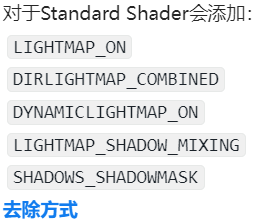 对于Standard Shader会添加：
LIGHTMAP_ON
DIRLIGHTMAP_COMBINED
DYNAMICLIGHTMAP_ON
LIGHTMAP_SHADOW_MIXING
SHADOWS_SHADOWMASK
去除方式